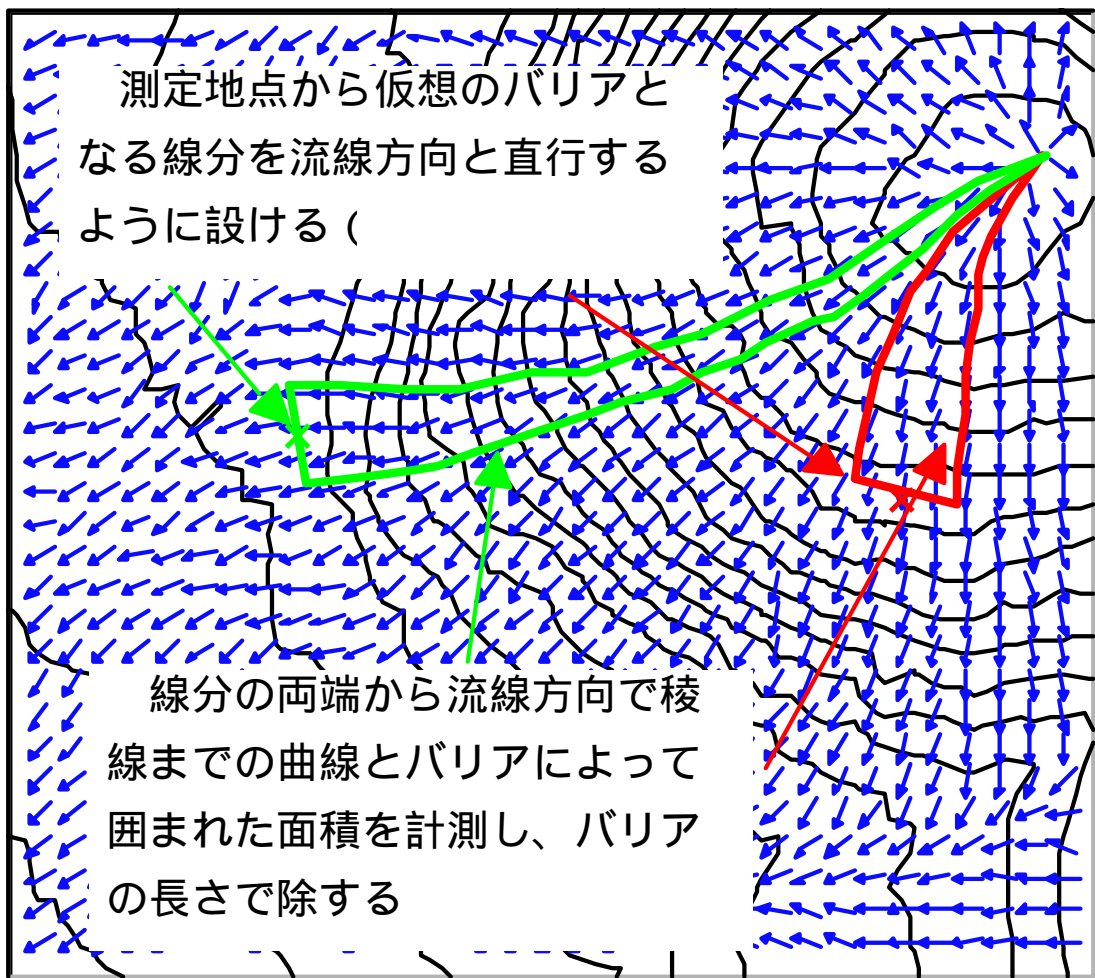 測定地点から仮想のバリアと
なる線分を流線方向と直行する
ように設ける（
線分の両端から流線方向で稜
線までの曲線とバリアによって
囲まれた面積を計測し、バリア
の長さで除する